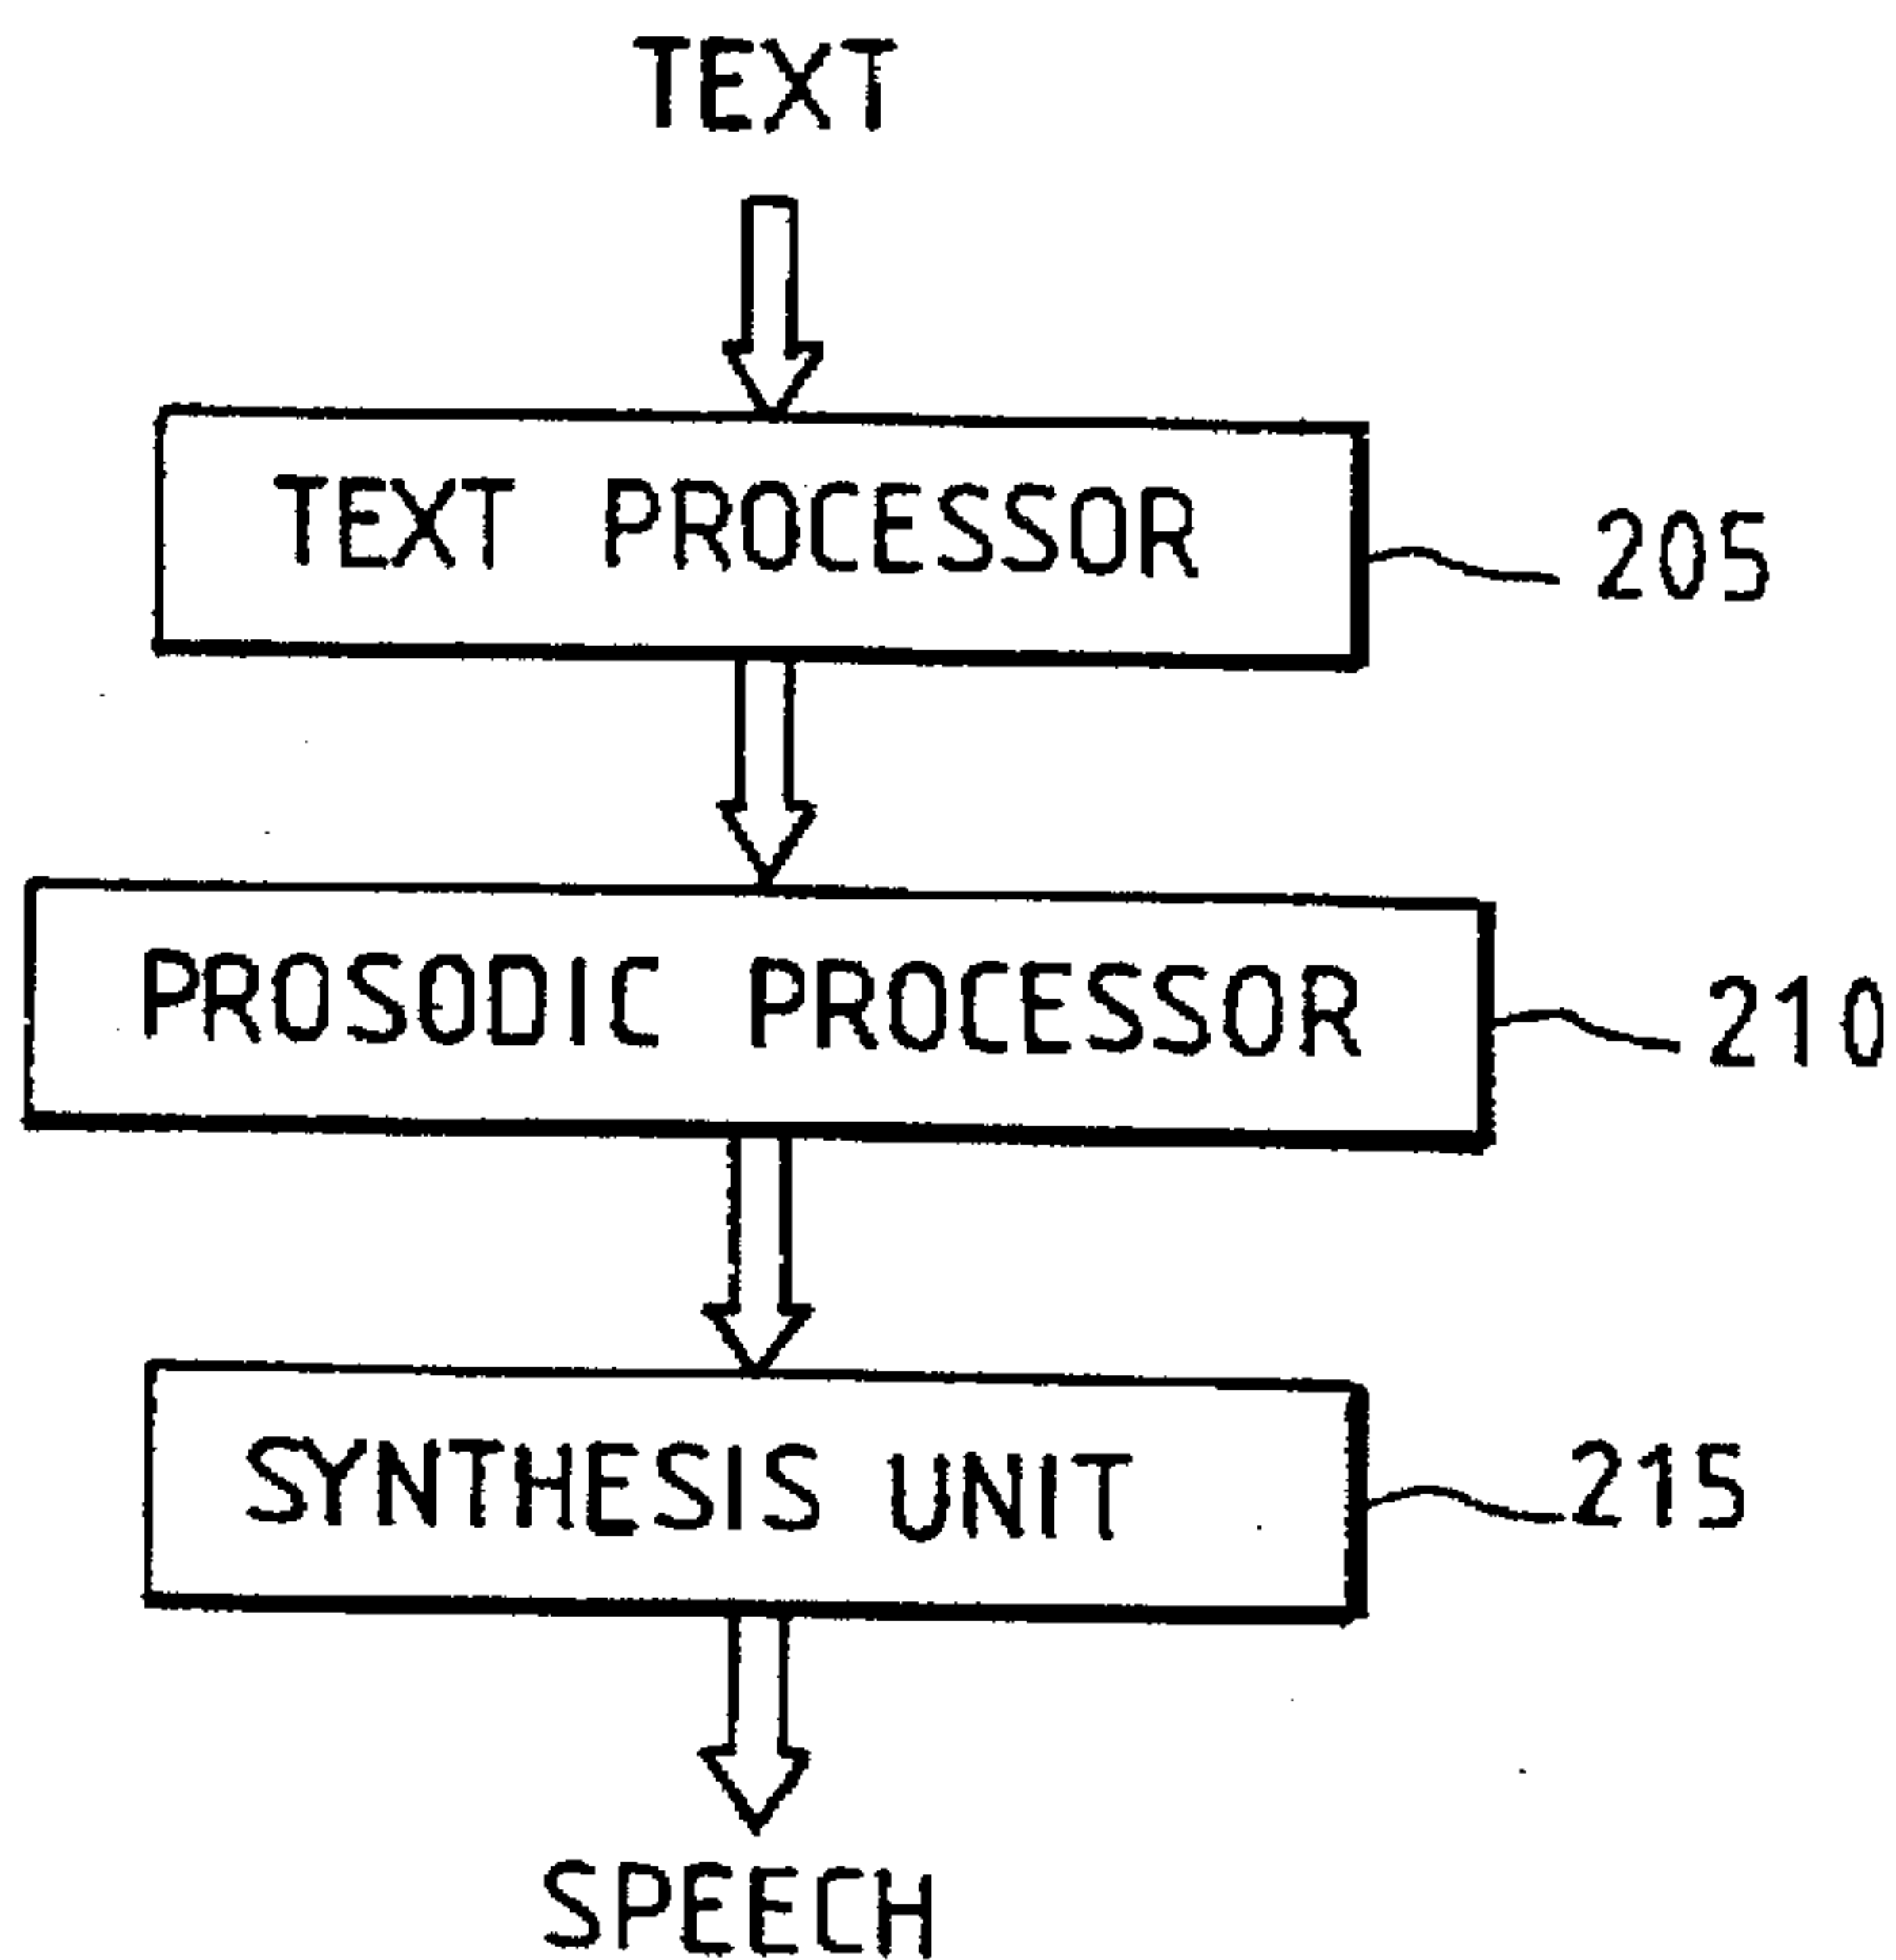 TEXT
TEXT PROCESSOR
205
PROSODIC PROCESSOR
210
SYNTHESIS UNIT
215
SPEECH